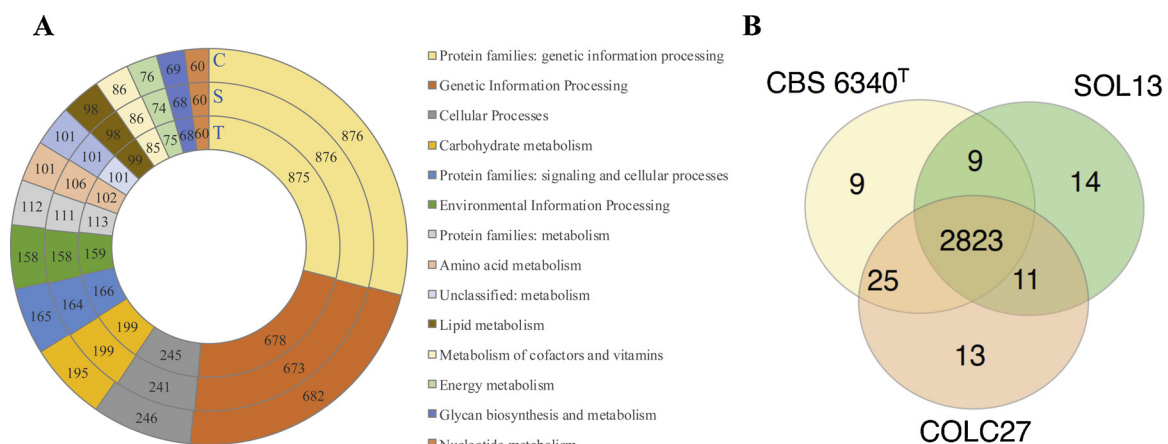 A
C
S
T
60
60
60
69
68
68
76
74
75
86
86
85
98
98
99
101
101
101
101
106
102
112
111
113
158
158
159
165
164
166
195
199
199
246
241
245
682
673
678
876
876
875
Protein families: genetic information processing
Genetic Information Processing
Cellular Processes
Carbohydrate metabolism
Protein families: signaling and cellular processes
Environmental Information Processing
Protein families: metabolism
Amino acid metabolism
Unclassified: metabolism
Lipid metabolism
Metabolism of cofactors and vitamins
Energy metabolism
Glycan biosynthesis and metabolism
Nucleotide metabolism
B
CBS 6340ᵀ
SOL13
9
9
14
2823
25
11
13
COLC27